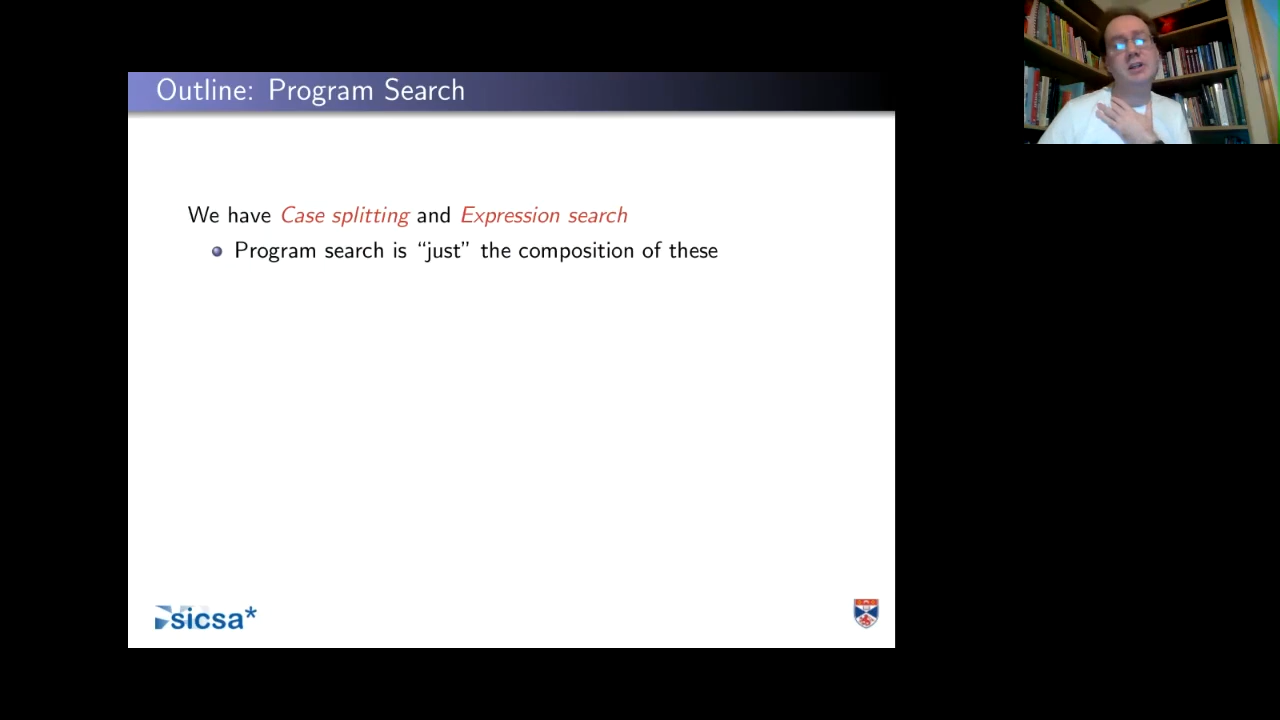 Outline: Program Search
We have Case splitting and Expression search
Program search is “just” the composition of these
sicsa*